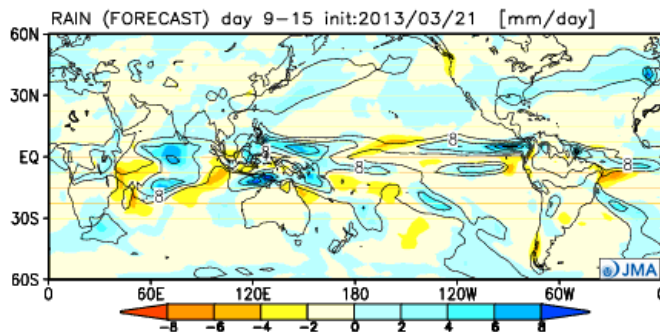 RAIN (FORECAST) day 9-15 init:2013/03/21 [mm/day]
60N
30N
EQ
30S
60S
8
8
8
8
8
8
JMA
0 60E 120E 180 120W 60W
-8 -6 -4 -2 0 2 4 6 8